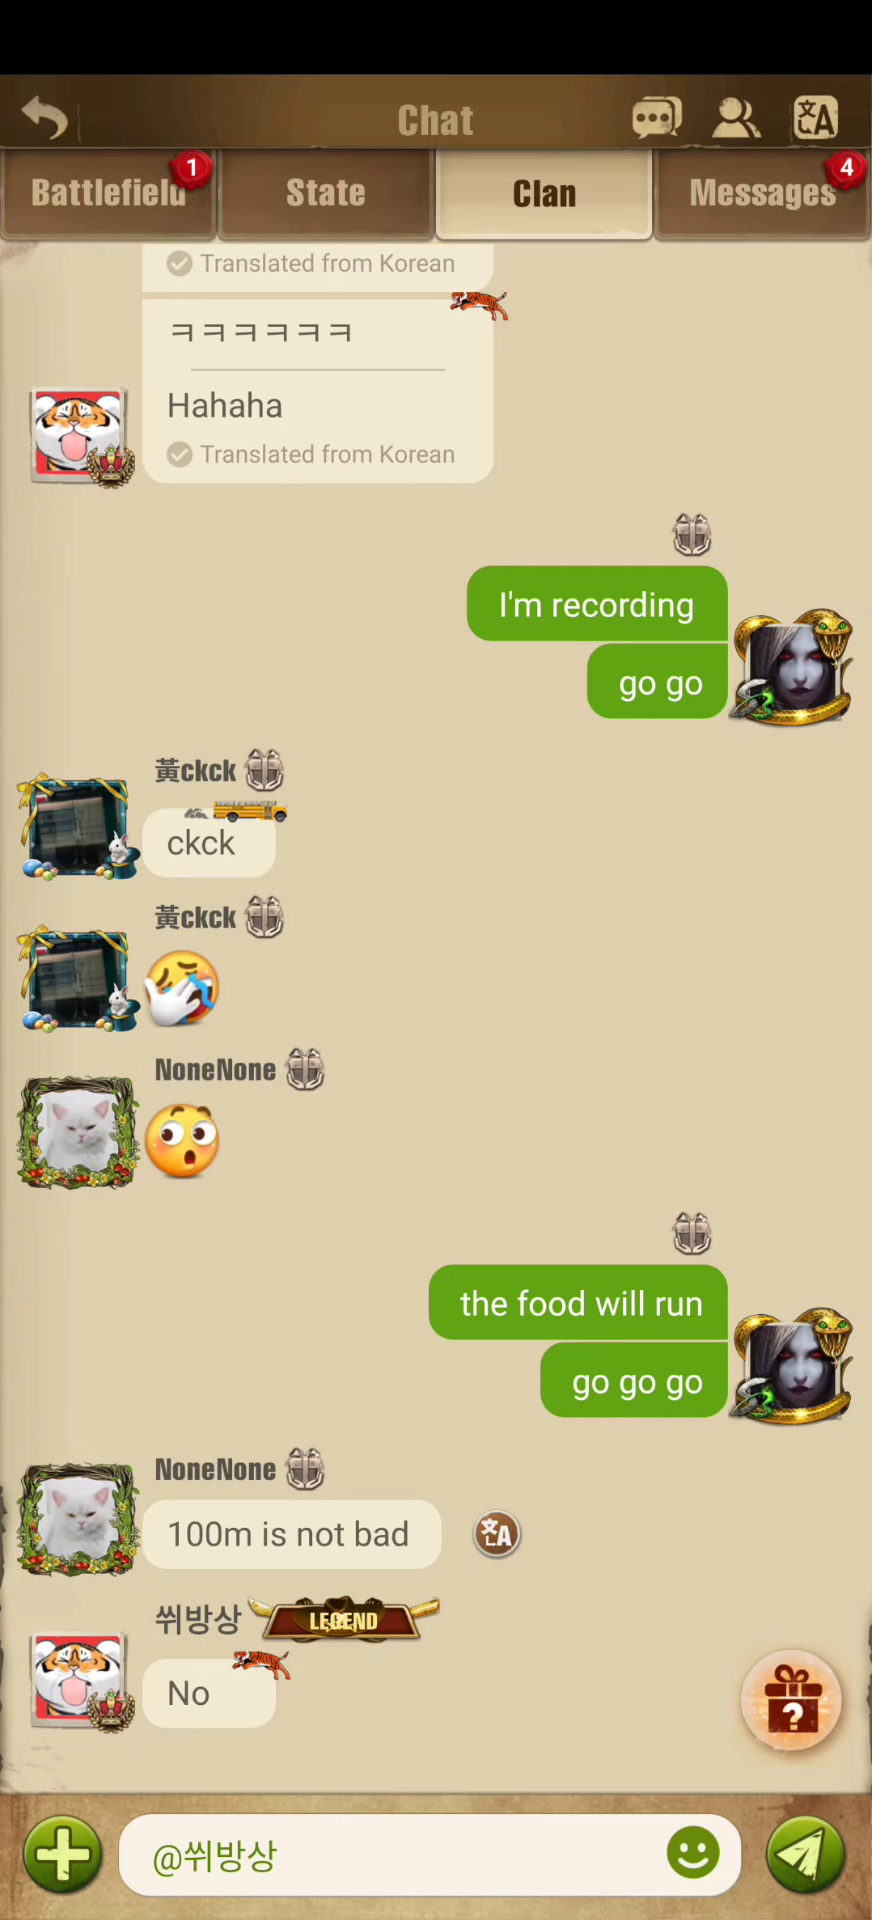 Chat
Battlefield 1
State
Clan
Messages 4
Translated from Korean
ㅋㅋㅋㅋㅋㅋ
Hahaha
Translated from Korean
I'm recording
go go
黃ckck
ckck
黃ckck
NoneNone
the food will run
go go go
NoneNone
100m is not bad
쒸방상 LEGEND
No
@쒸방상